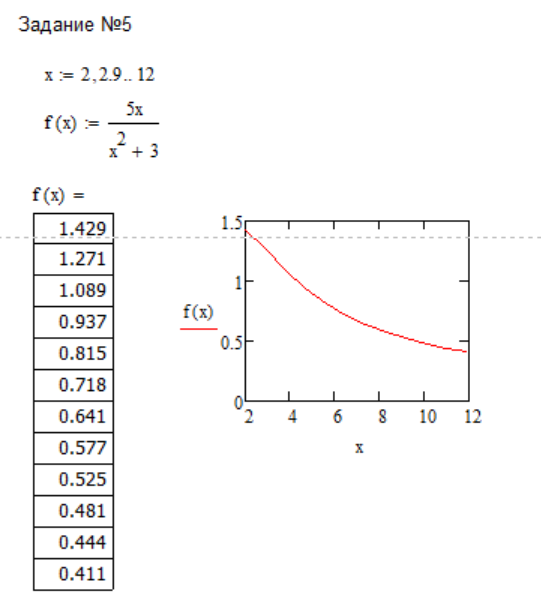 Задание №5
x := 2, 2.9.. 12
f(x) := 5x / (x^2 + 3)
f(x) =
1.429
1.271
1.089
0.937
0.815
0.718
0.641
0.577
0.525
0.481
0.444
0.411
1.5
1
f(x)
0.5
0
2 4 6 8 10 12
x